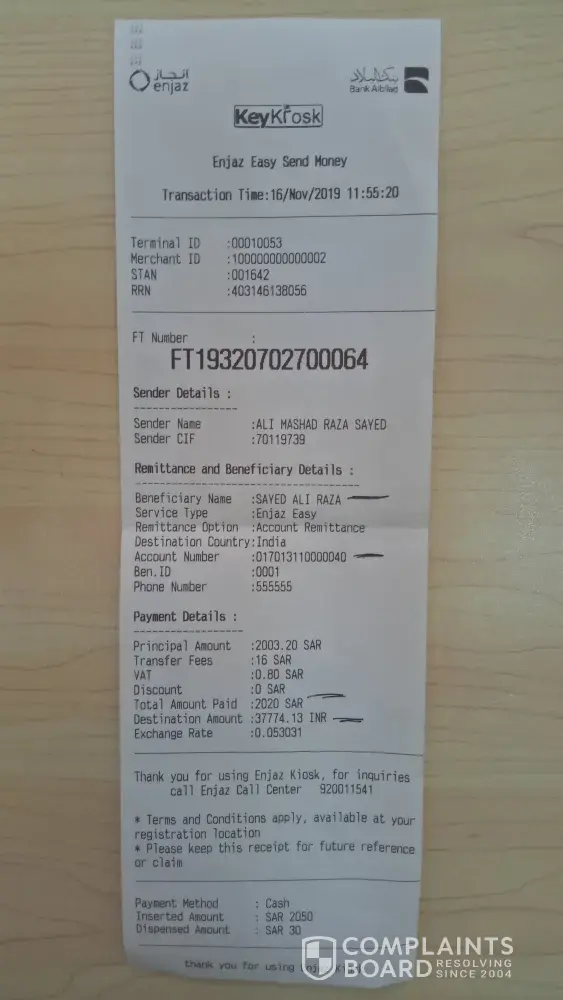 انجاز
enjaz
بنك البلاد
Bank Albilad
KeyKiosk
Enjaz Easy Send Money
Transaction Time:16/Nov/2019 11:55:20
Terminal ID :00010053
Merchant ID :100000000000002
STAN :001642
RRN :403146138056
FT Number :
FT19320702700064
Sender Details :
Sender Name :ALI MASHAD RAZA SAYED
Sender CIF :70119739
Remittance and Beneficiary Details :
Beneficiary Name :SAYED ALI RAZA
Service Type :Enjaz Easy
Remittance Option :Account Remittance
Destination Country:India
Account Number :017013110000040
Ben.ID :0001
Phone Number :555555
Payment Details :
Principal Amount :2003.20 SAR
Transfer Fees :16 SAR
VAT :0.80 SAR
Discount :0 SAR
Total Amount Paid :2020 SAR
Destination Amount :37774.13 INR
Exchange Rate :0.053031
Thank you for using Enjaz Kiosk, for inquiries
call Enjaz Call Center 920011541
* Terms and Conditions apply, available at your
registration location
* Please keep this receipt for future reference
or claim
Payment Method : Cash
Inserted Amount : SAR 2050
Dispensed Amount : SAR 30
thank you for using
COMPLAINTS
BOARD RESOLVING SINCE 2004